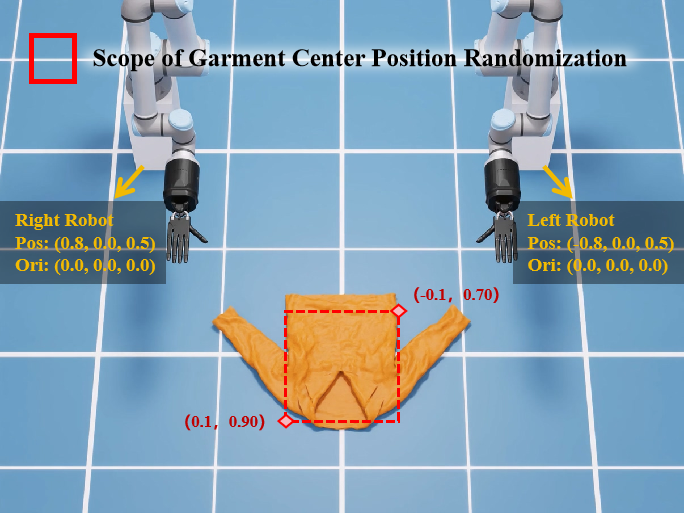 Scope of Garment Center Position Randomization
Right Robot
Pos: (0.8, 0.0, 0.5)
Ori: (0.0, 0.0, 0.0)
Left Robot
Pos: (-0.8, 0.0, 0.5)
Ori: (0.0, 0.0, 0.0)
(-0.1, 0.70)
(0.1, 0.90)